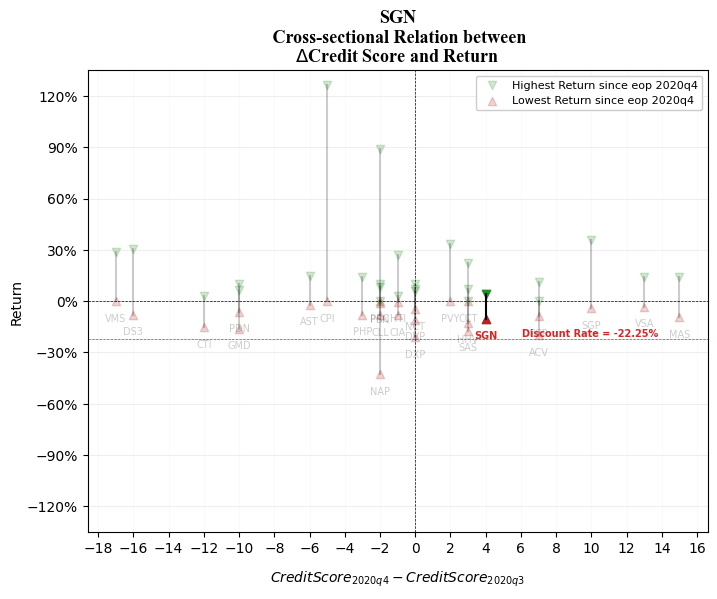 SGN
Cross-sectional Relation between
ΔCredit Score and Return
Highest Return since eop 2020q4
Lowest Return since eop 2020q4
120%
90%
60%
30%
0%
−30%
−60%
−90%
−120%
Return
VMS
DS3
CTI
GMD
AST
CPI
PHP
NAP
PVY
SAS
DXP
SGN
Discount Rate = -22.25%
ACV
SGP
VSA
MAS
−18 −16 −14 −12 −10 −8 −6 −4 −2 0 2 4 6 8 10 12 14 16
CreditScore2020q4 − CreditScore2020q3